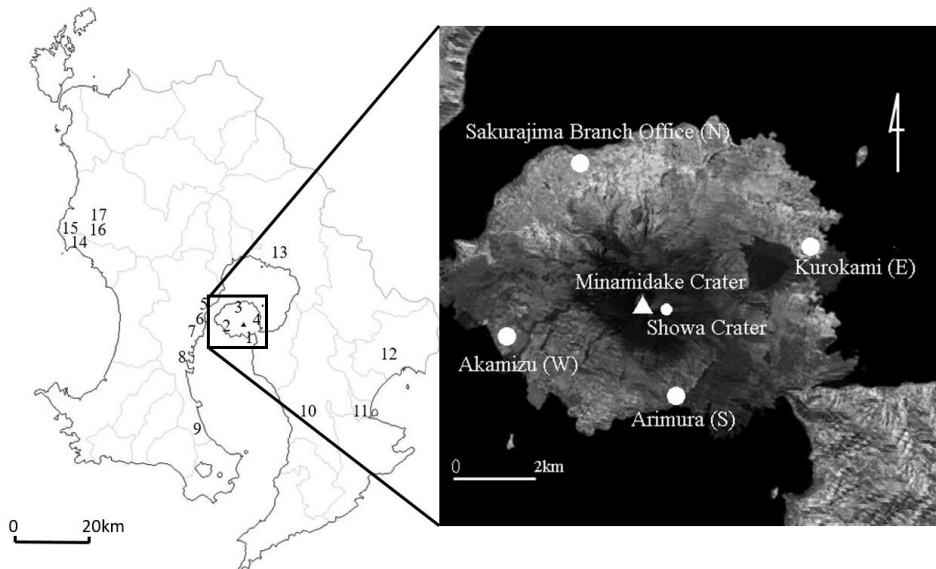 17
15
16
14
13
5
3
6
4
2
7
1
8
12
10
11
9
0
20km
Sakurajima Branch Office (N)
Kurokami (E)
Minamidake Crater
Showa Crater
Akamizu (W)
Arimura (S)
0
2km